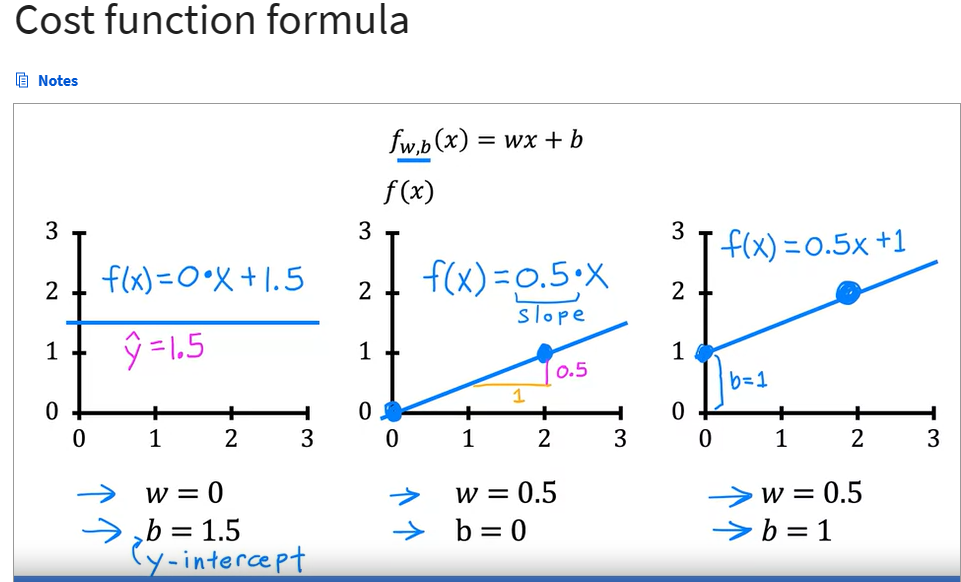 Cost function formula
Notes
f_{w,b}(x) = wx + b
f(x)
3
2
1
0
0 1 2 3
f(x)=0•X+1.5
ŷ=1.5
→ w = 0
→ b = 1.5
y-intercept
3
2
1
0
0 1 2 3
f(x)=0.5•X
slope
0.5
1
→ w = 0.5
→ b = 0
3
2
1
0
0 1 2 3
f(x)=0.5x+1
b=1
→ w = 0.5
→ b = 1